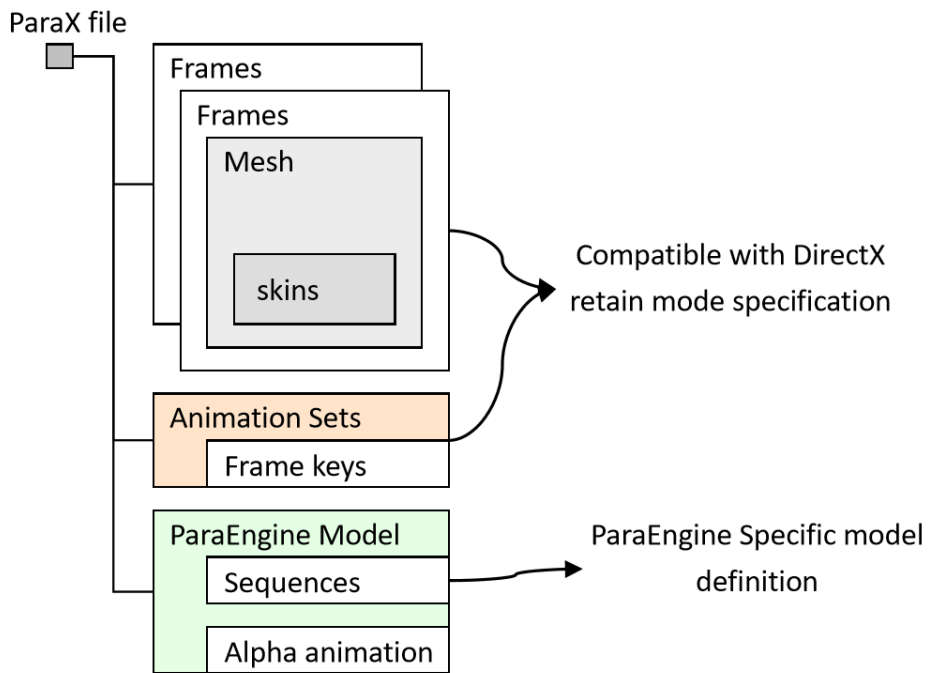 ParaX file
Frames
Frames
Mesh
skins
Compatible with DirectX
retain mode specification
Animation Sets
Frame keys
ParaEngine Model
Sequences
Alpha animation
ParaEngine Specific model
definition